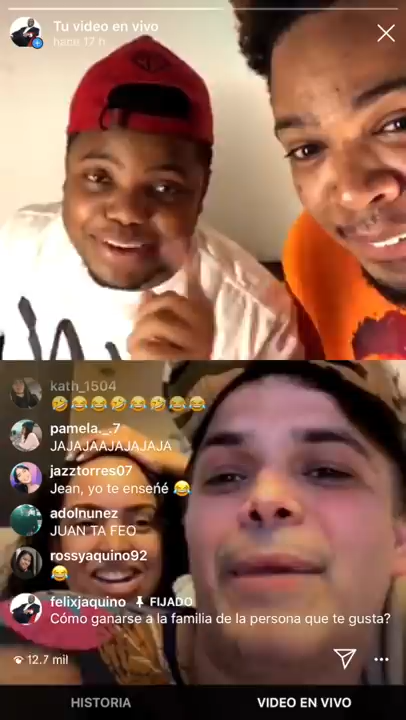 Tu video en vivo
hace 17 h
kath_1504
🤣😂😂🤣😂🤣😂😂
pamela._.7
JAJAJAAJAJAJAJA
jazztorres07
Jean, yo te enseñé 😂
adolnunez
JUAN TA FEO
rossyaquino92
😂
felixjaquino FIJADO
Cómo ganarse a la familia de la persona que te gusta?
12.7 mil
HISTORIA VIDEO EN VIVO